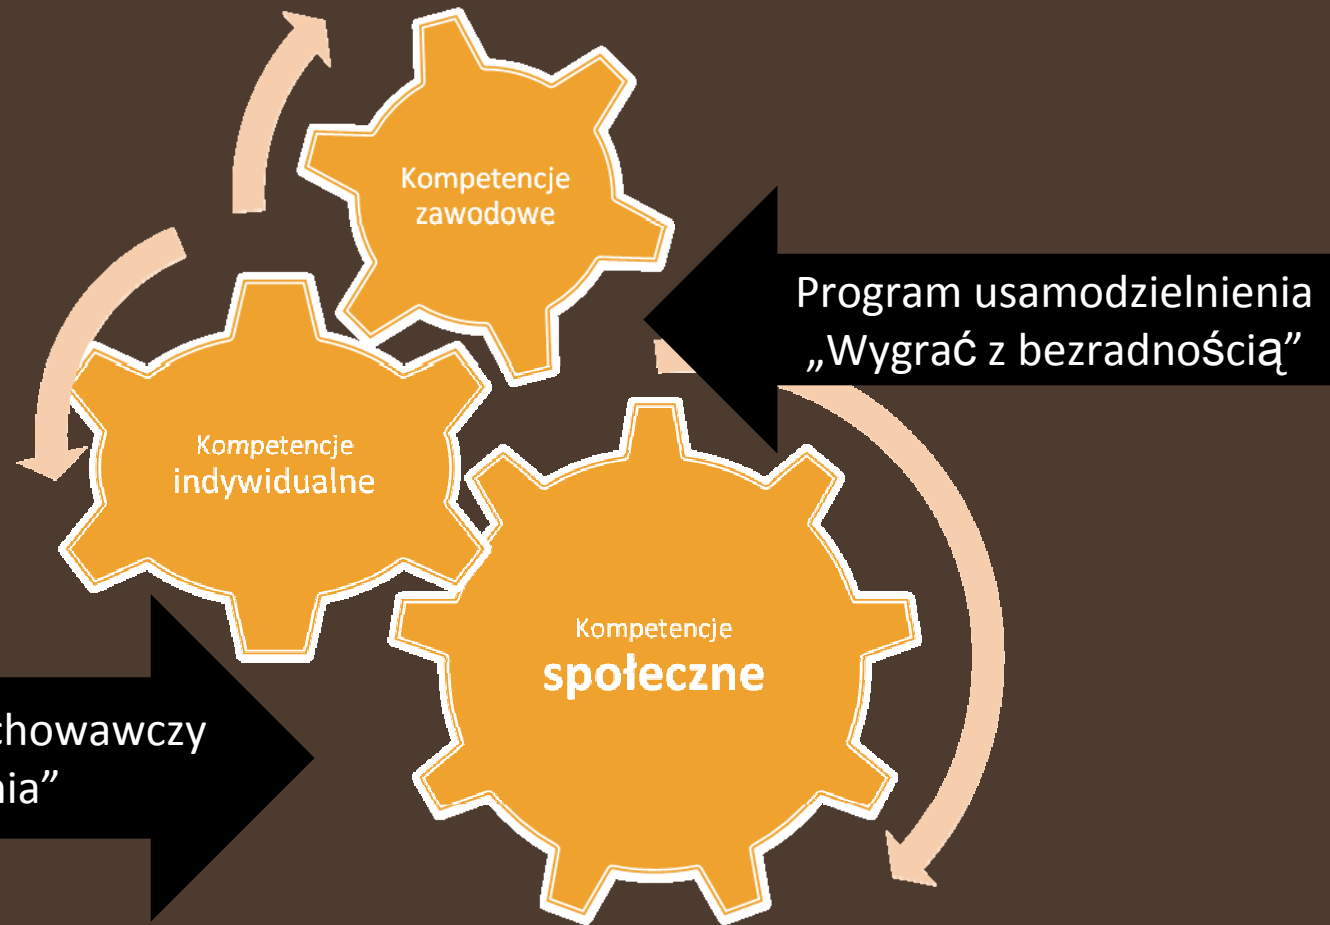 Kompetencje
zawodowe
Program usamodzielnienia
„Wygrać z bezradnością”
Kompetencje
indywidualne
Kompetencje
społeczne
chowawczy
nia”